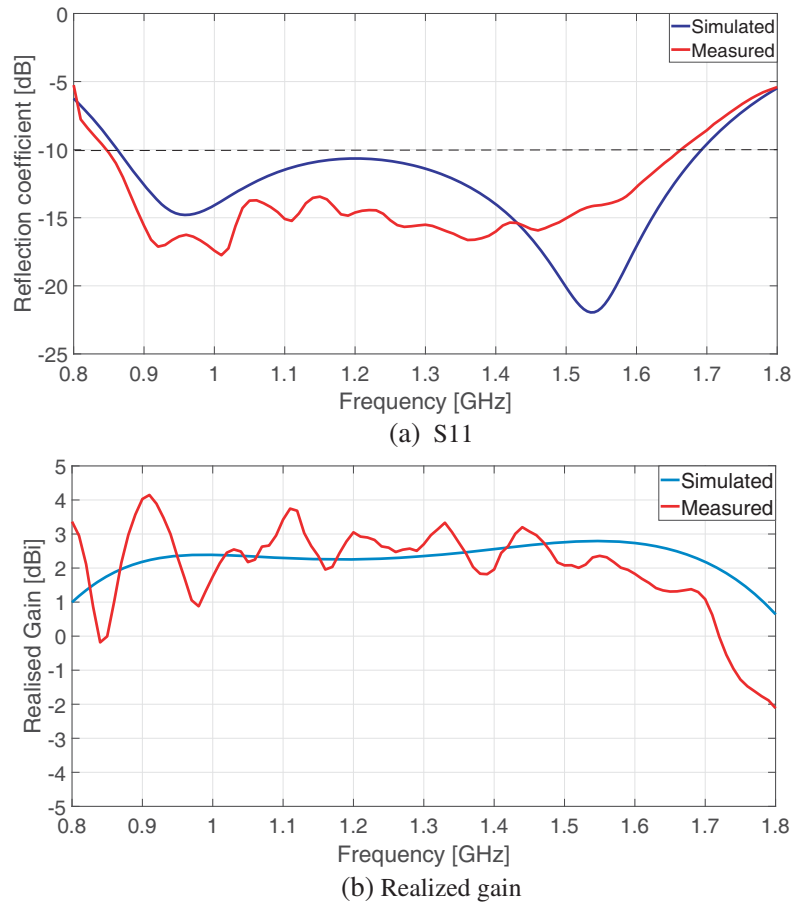 0
-5
-10
-15
-20
-25
Reflection coefficient [dB]
Simulated
Measured
0.8 0.9 1 1.1 1.2 1.3 1.4 1.5 1.6 1.7 1.8
Frequency [GHz]
(a) S11
5
4
3
2
1
0
-1
-2
-3
-4
-5
Realised Gain [dBi]
Simulated
Measured
0.8 0.9 1 1.1 1.2 1.3 1.4 1.5 1.6 1.7 1.8
Frequency [GHz]
(b) Realized gain